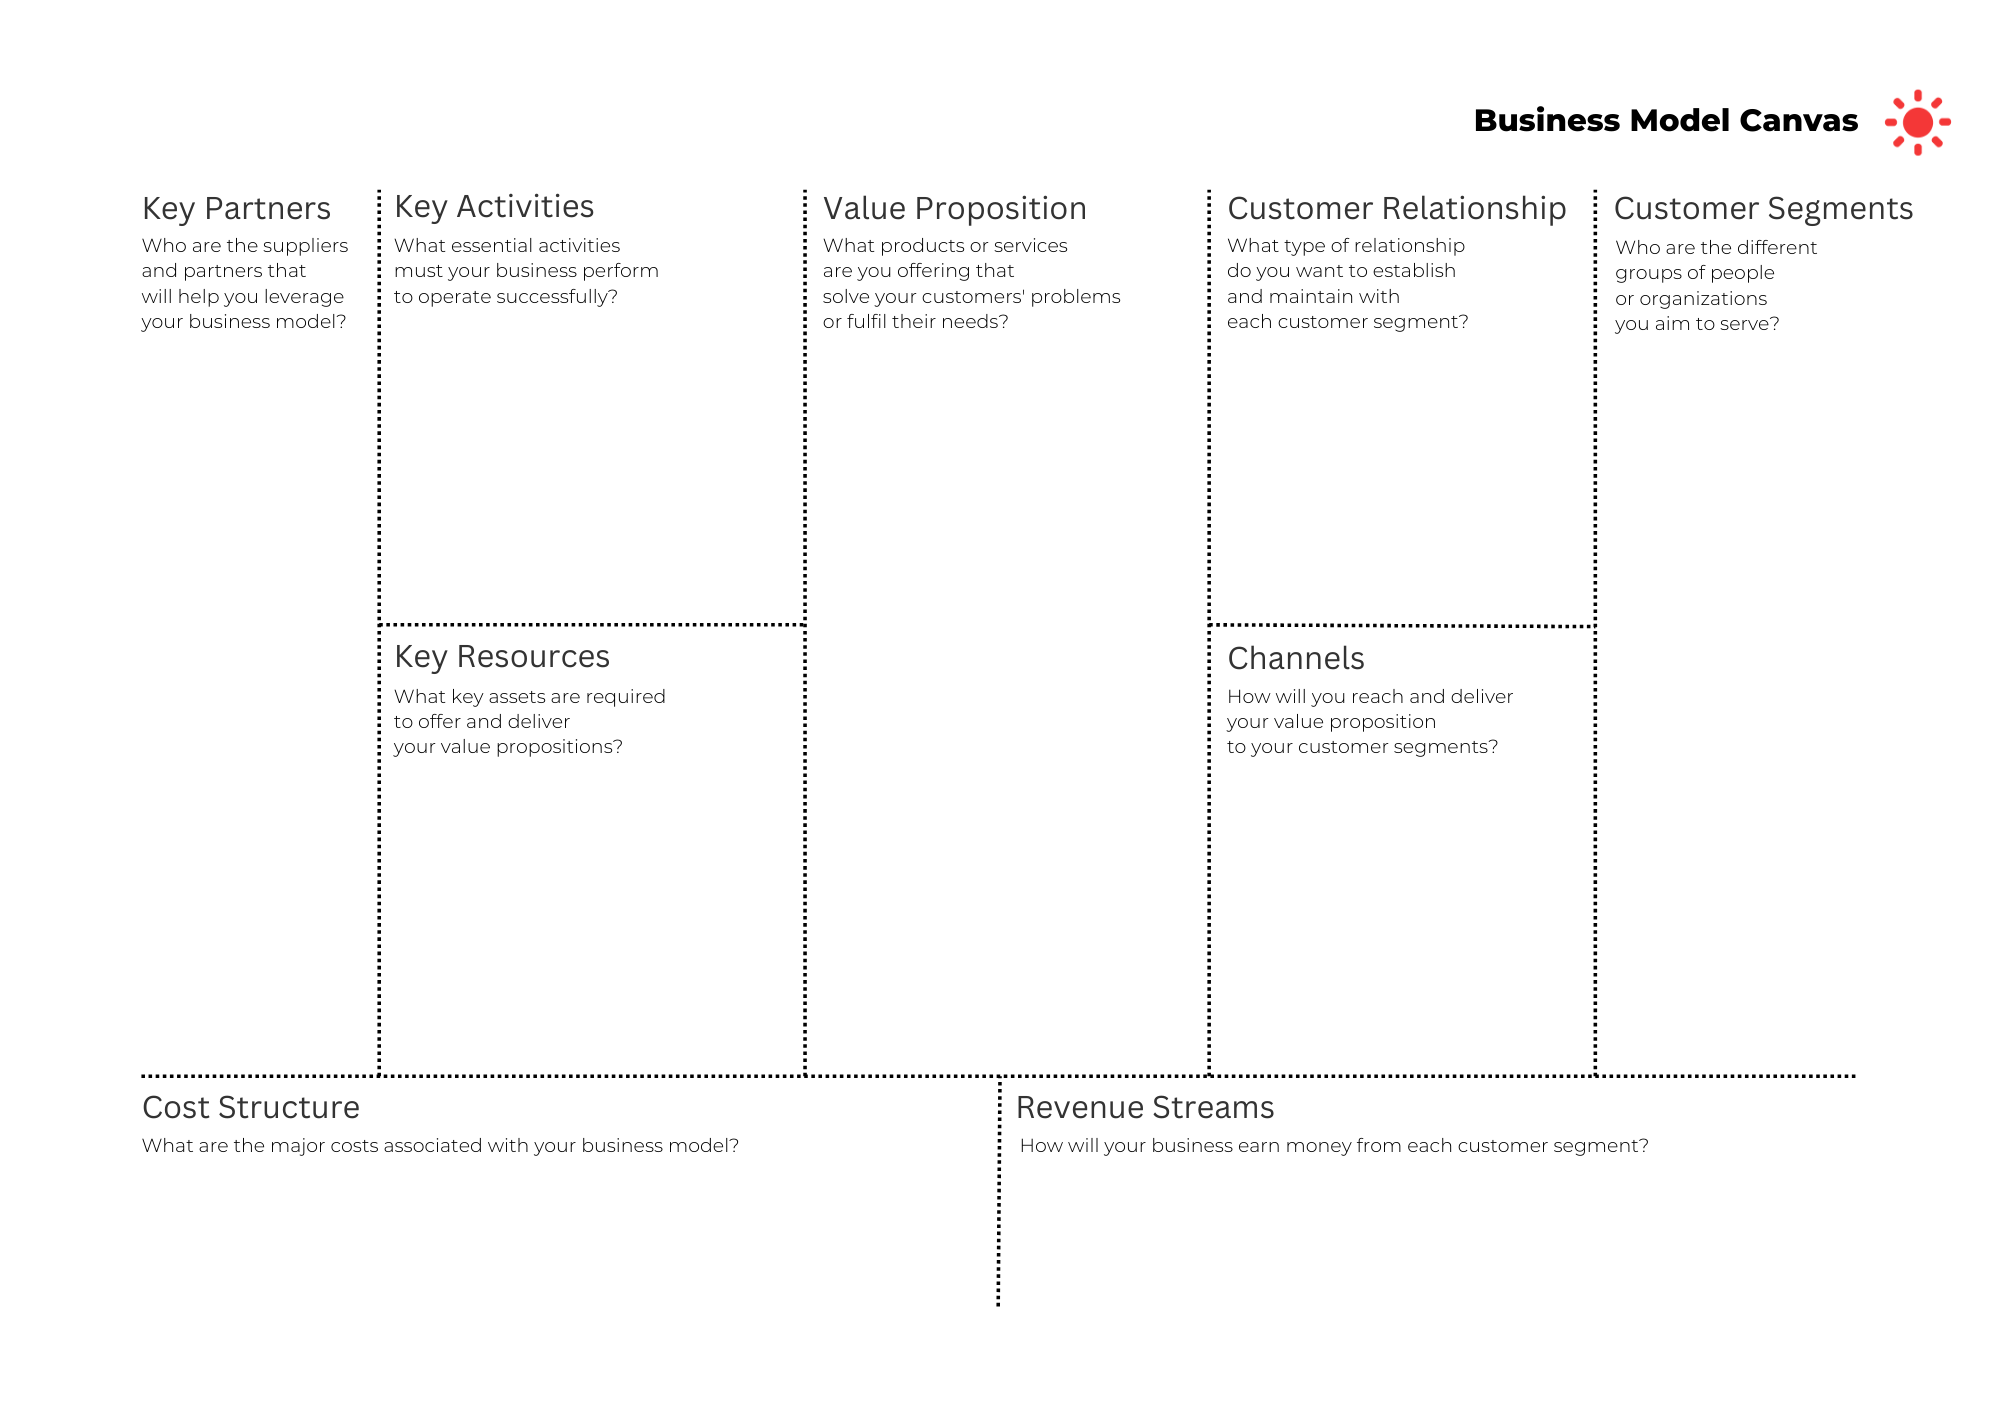 Business Model Canvas
Key Partners
Who are the suppliers
and partners that
will help you leverage
your business model?
Key Activities
What essential activities
must your business perform
to operate successfully?
Key Resources
What key assets are required
to offer and deliver
your value propositions?
Value Proposition
What products or services
are you offering that
solve your customers' problems
or fulfil their needs?
Customer Relationship
What type of relationship
do you want to establish
and maintain with
each customer segment?
Channels
How will you reach and deliver
your value proposition
to your customer segments?
Customer Segments
Who are the different
groups of people
or organizations
you aim to serve?
Cost Structure
What are the major costs associated with your business model?
Revenue Streams
How will your business earn money from each customer segment?